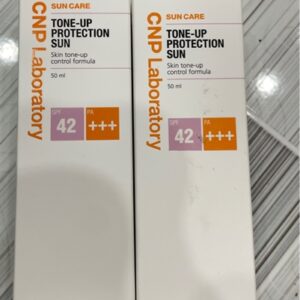 CNP Laboratory
SUN CARE
TONE-UP
PROTECTION
SUN
Skin tone-up
control formula
50 ml
SPF
42
PA
+++
CNP Laboratory
SUN CARE
TONE-UP
PROTECTION
SUN
Skin tone-up
control formula
50 ml
SPF
42
PA
+++